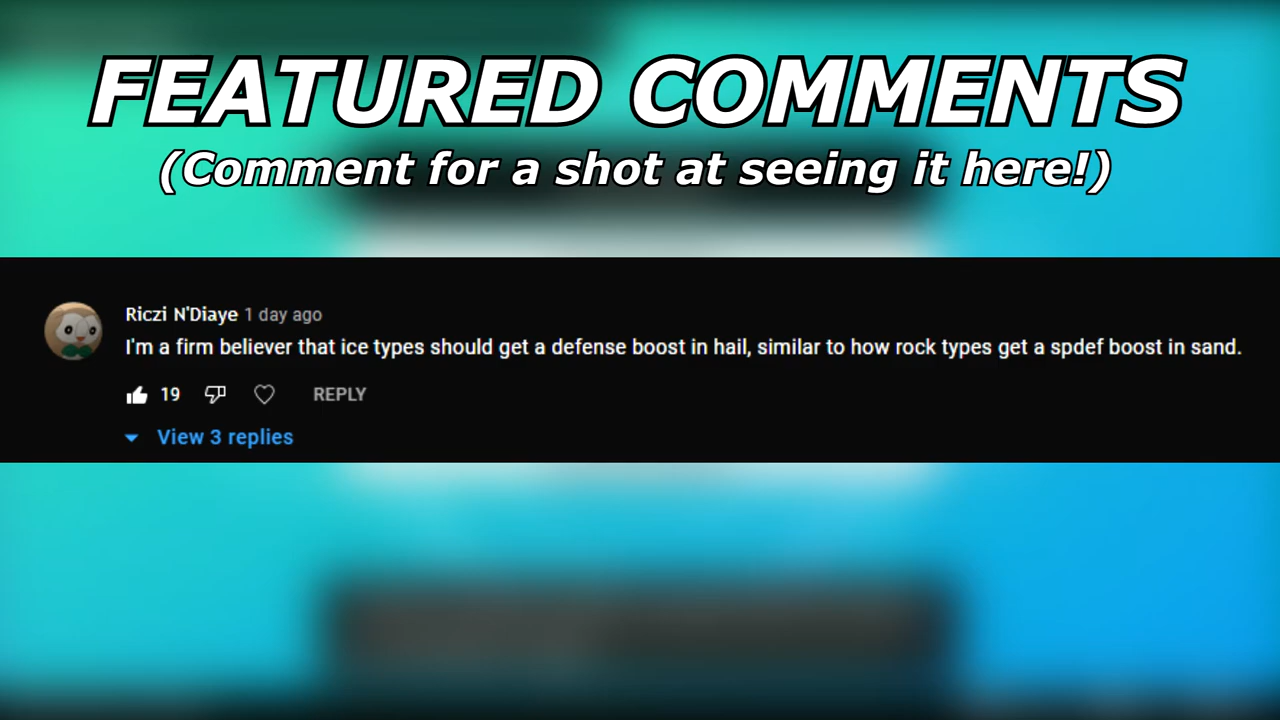 FEATURED COMMENTS
(Comment for a shot at seeing it here!)
Riczi N'Diaye 1 day ago
I'm a firm believer that ice types should get a defense boost in hail, similar to how rock types get a spdef boost in sand.
19 REPLY
View 3 replies